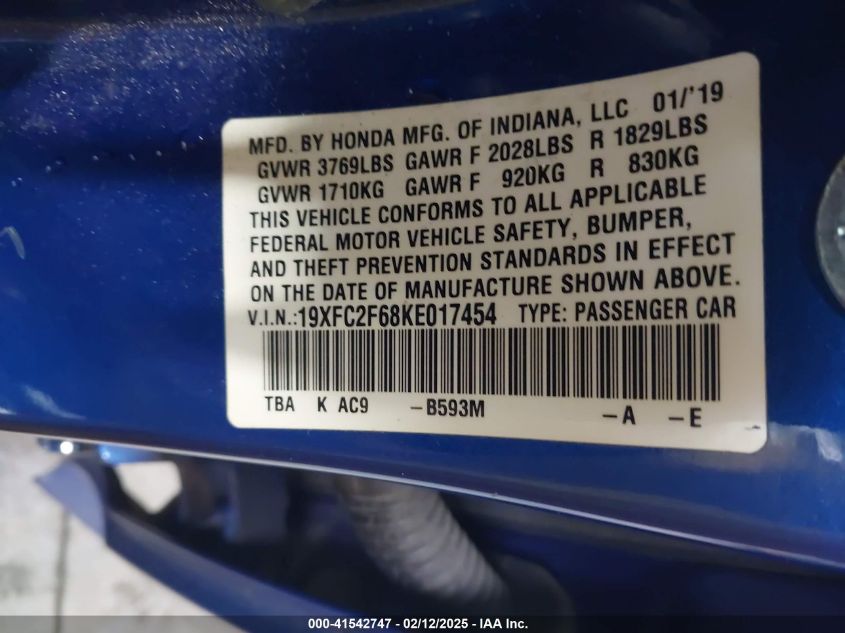 MFD. BY HONDA MFG. OF INDIANA, LLC 01/'19
GVWR 3769LBS GAWR F 2028LBS R 1829LBS
GVWR 1710KG GAWR F 920KG R 830KG
THIS VEHICLE CONFORMS TO ALL APPLICABLE
FEDERAL MOTOR VEHICLE SAFETY, BUMPER,
AND THEFT PREVENTION STANDARDS IN EFFECT
ON THE DATE OF MANUFACTURE SHOWN ABOVE.
V.I.N.:19XFC2F68KE017454 TYPE: PASSENGER CAR
TBA K AC9 -B593M -A -E
000-41542747 - 02/12/2025 - IAA Inc.